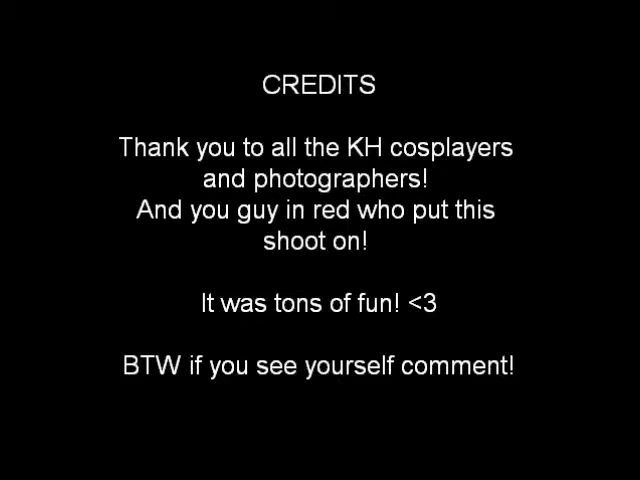 CREDITS
Thank you to all the KH cosplayers
and photographers!
And you guy in red who put this
shoot on!
It was tons of fun! <3
BTW if you see yourself comment!